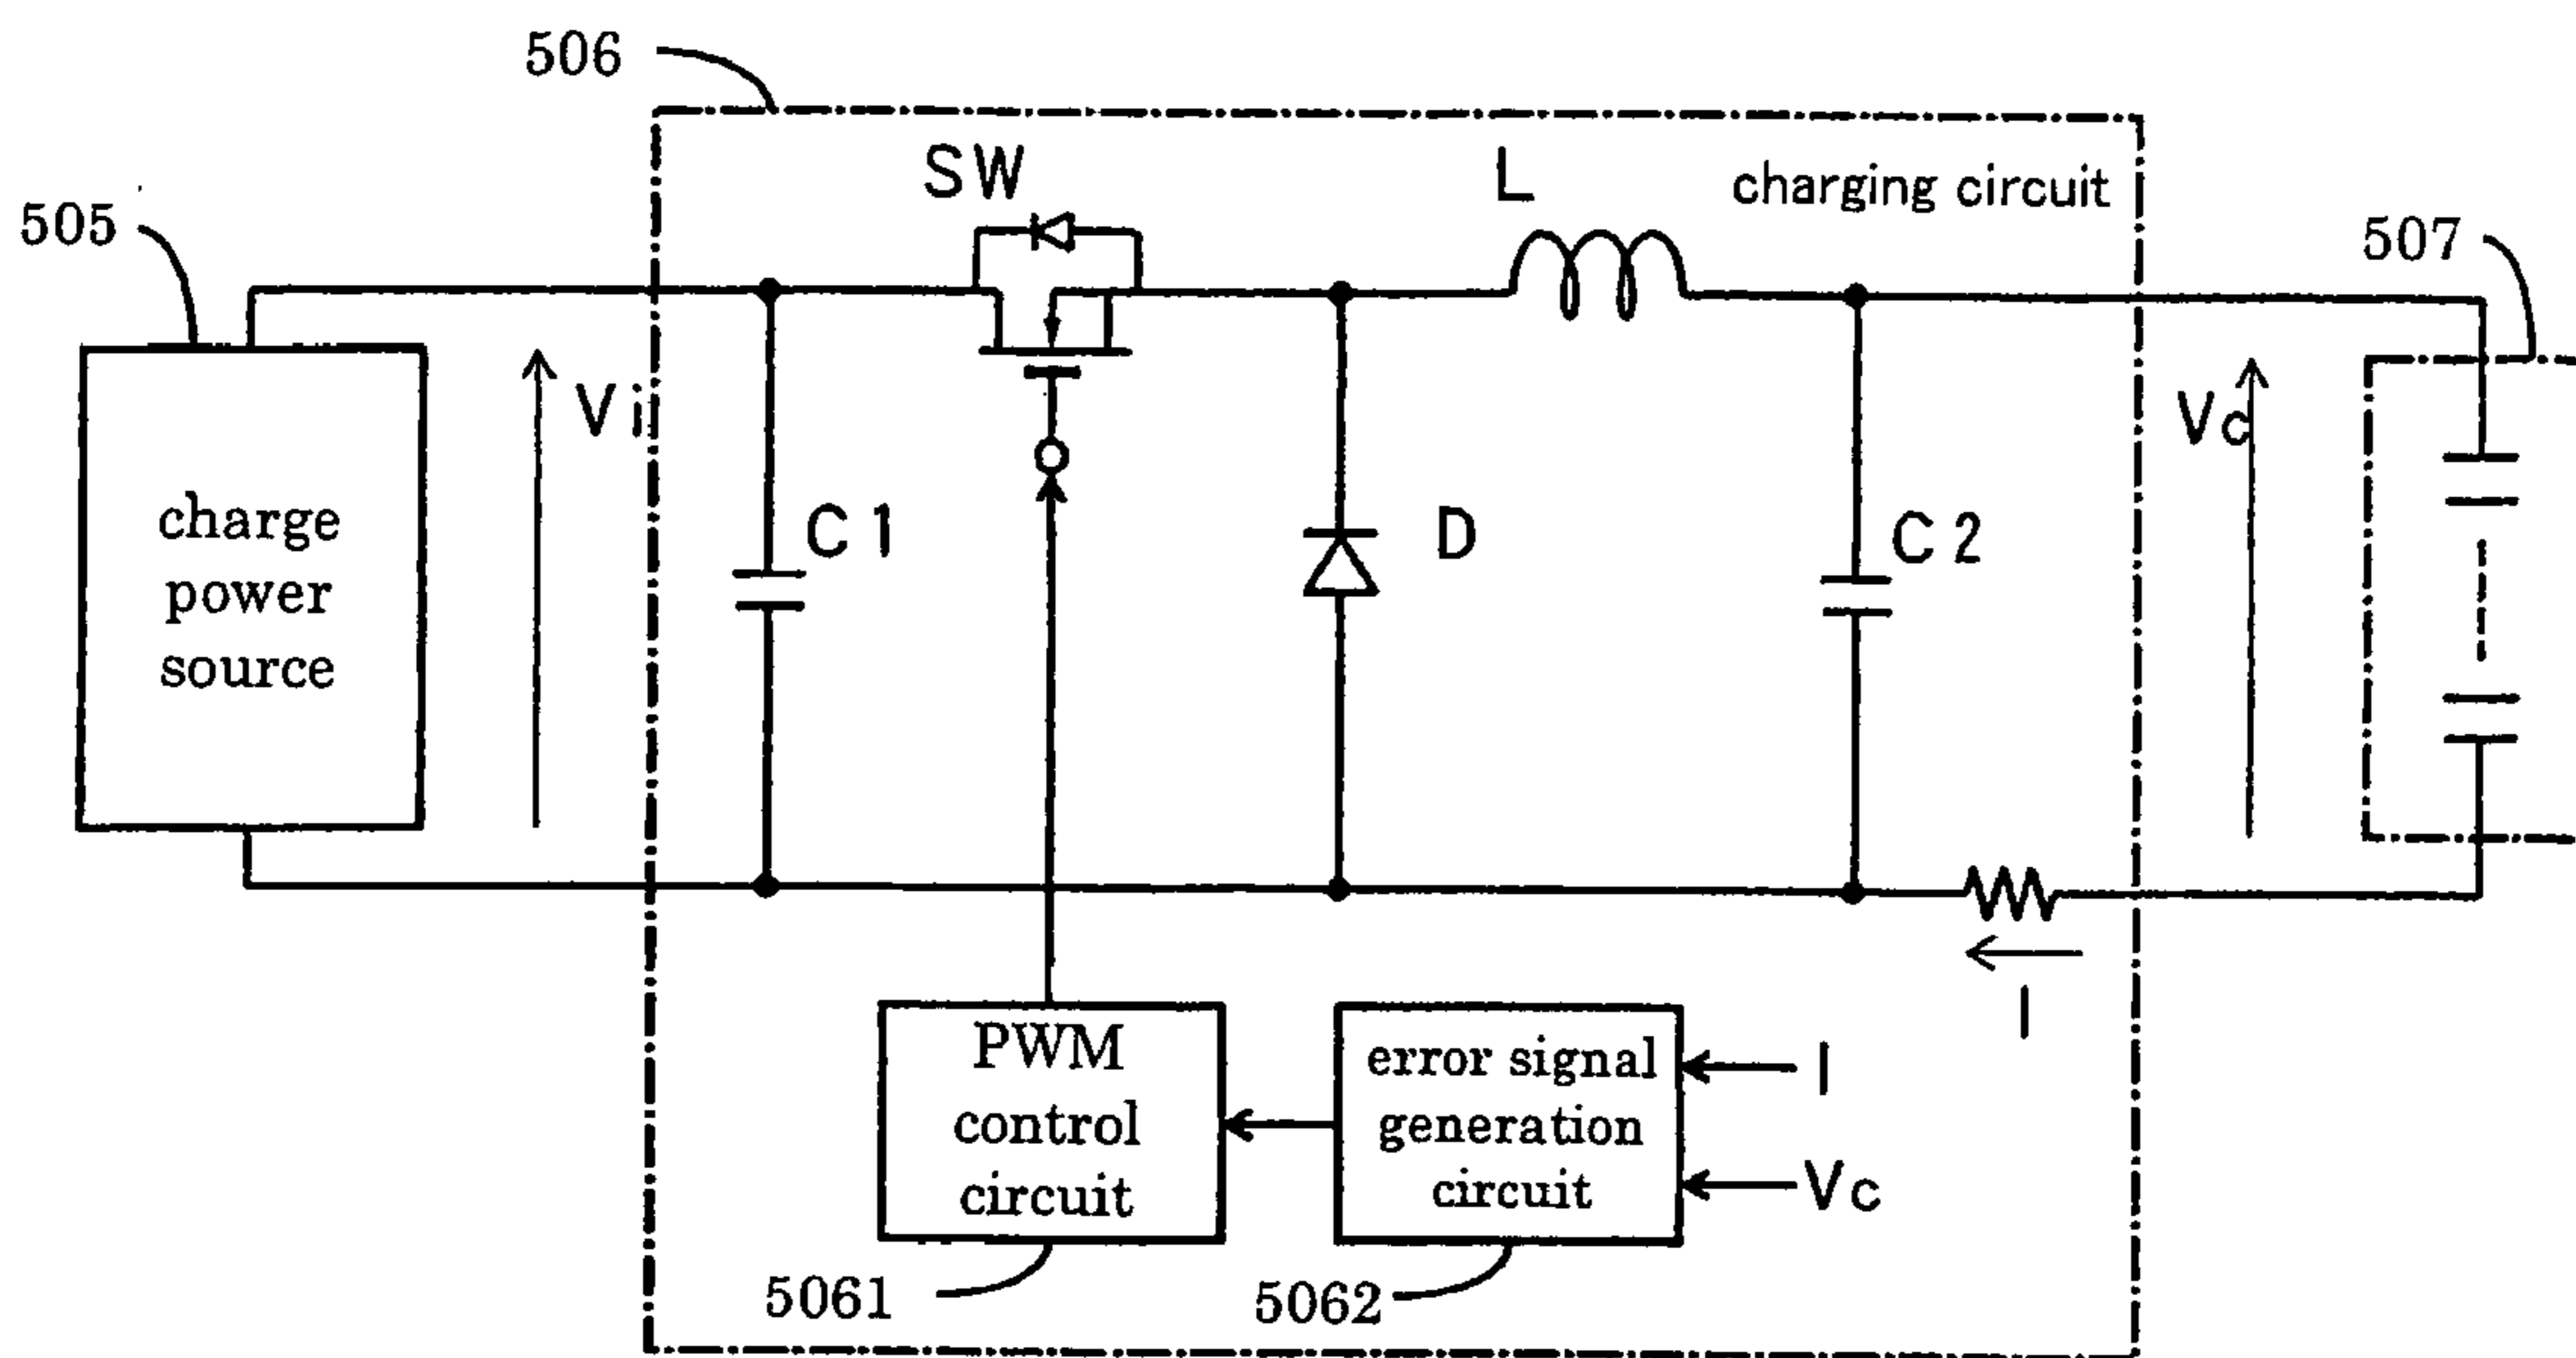 506
SW
L
charging circuit
505
507
Vi
Vc
charge
power
source
C1
D
C2
I
PWM
control
circuit
error signal
generation
circuit
I
Vc
5061
5062